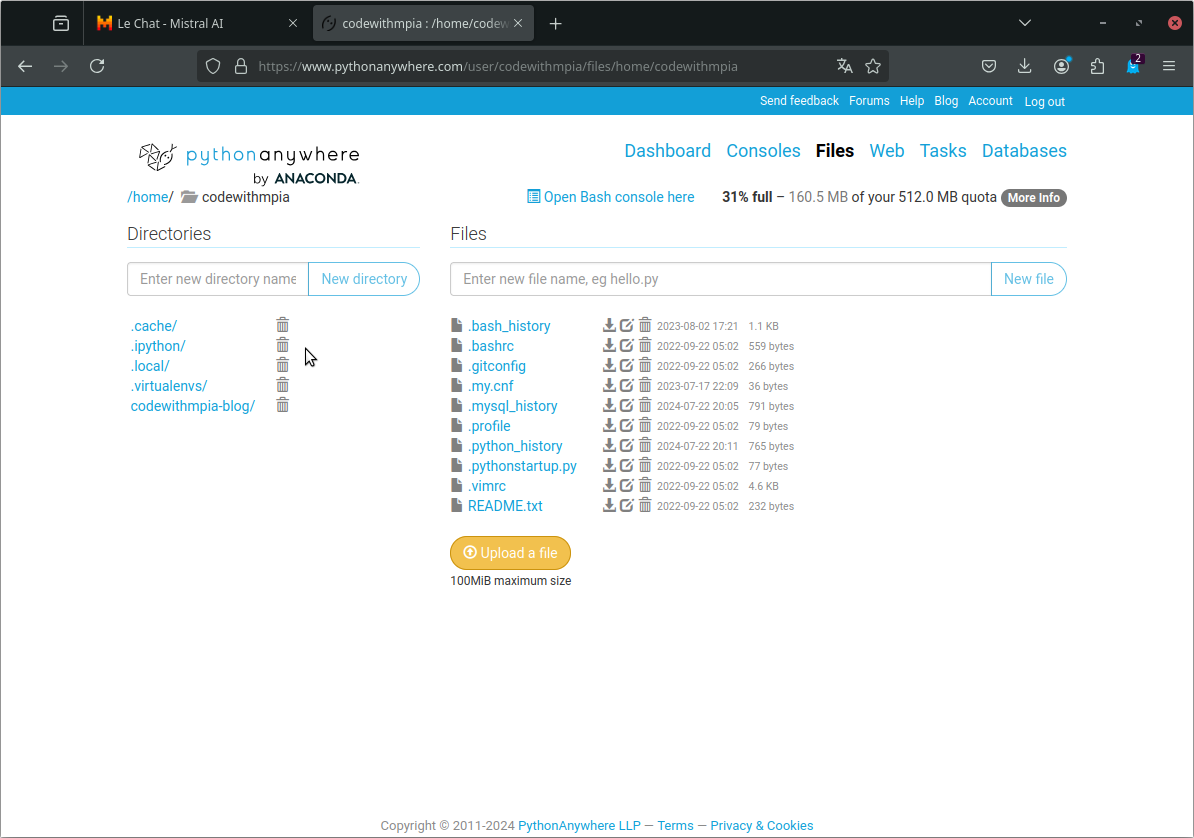 Le Chat - Mistral AI
codewithmpia : /home/codew
https://www.pythonanywhere.com/user/codewithmpia/files/home/codewithmpia
2
Send feedback Forums Help Blog Account Log out
pythonanywhere
by ANACONDA.
Dashboard Consoles Files Web Tasks Databases
/home/ codewithmpia
Open Bash console here
31% full – 160.5 MB of your 512.0 MB quota More Info
Directories
Enter new directory name
New directory
.cache/
.ipython/
.local/
.virtualenvs/
codewithmpia-blog/
Files
Enter new file name, eg hello.py
New file
.bash_history 2023-08-02 17:21 1.1 KB
.bashrc 2022-09-22 05:02 559 bytes
.gitconfig 2022-09-22 05:02 266 bytes
.my.cnf 2023-07-17 22:09 36 bytes
.mysql_history 2024-07-22 20:05 791 bytes
.profile 2022-09-22 05:02 79 bytes
.python_history 2024-07-22 20:11 765 bytes
.pythonstartup.py 2022-09-22 05:02 77 bytes
.vimrc 2022-09-22 05:02 4.6 KB
README.txt 2022-09-22 05:02 232 bytes
Upload a file
100MiB maximum size
Copyright © 2011-2024 PythonAnywhere LLP — Terms — Privacy & Cookies